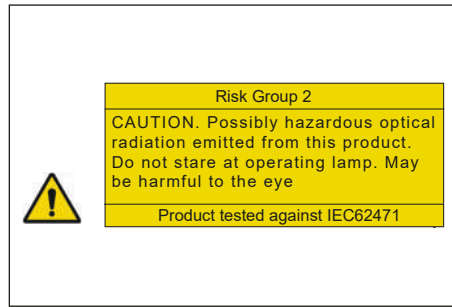 Risk Group 2
CAUTION. Possibly hazardous optical
radiation emitted from this product.
Do not stare at operating lamp. May
be harmful to the eye
Product tested against IEC62471